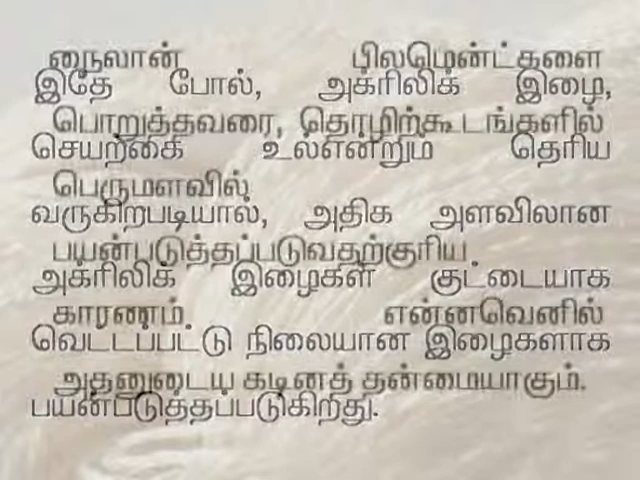 நைலான் பிலமென்ட்களை
இதே போல், அக்ரிலிக் இழை,
பொறுத்தவரை, தொழிற்கூடங்களில்
செயற்கை உல்என்றும் தெரிய
பெருமளவில்
வருகிறபடியால், அதிக அளவிலான
பயன்படுத்தப்படுவதற்குரிய
அக்ரிலிக் இழைகள் குட்டையாக
காரணம் என்னவெனில்
வெட்டப்பட்டு நிலையான இழைகளாக
அதனுடைய கடினத் தன்மையாகும்.
பயன்படுத்தப்படுகிறது.